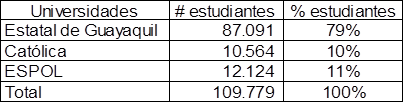 Universidades # estudiantes % estudiantes
Estatal de Guayaquil 87.091 79%
Católica 10.564 10%
ESPOL 12.124 11%
Total 109.779 100%